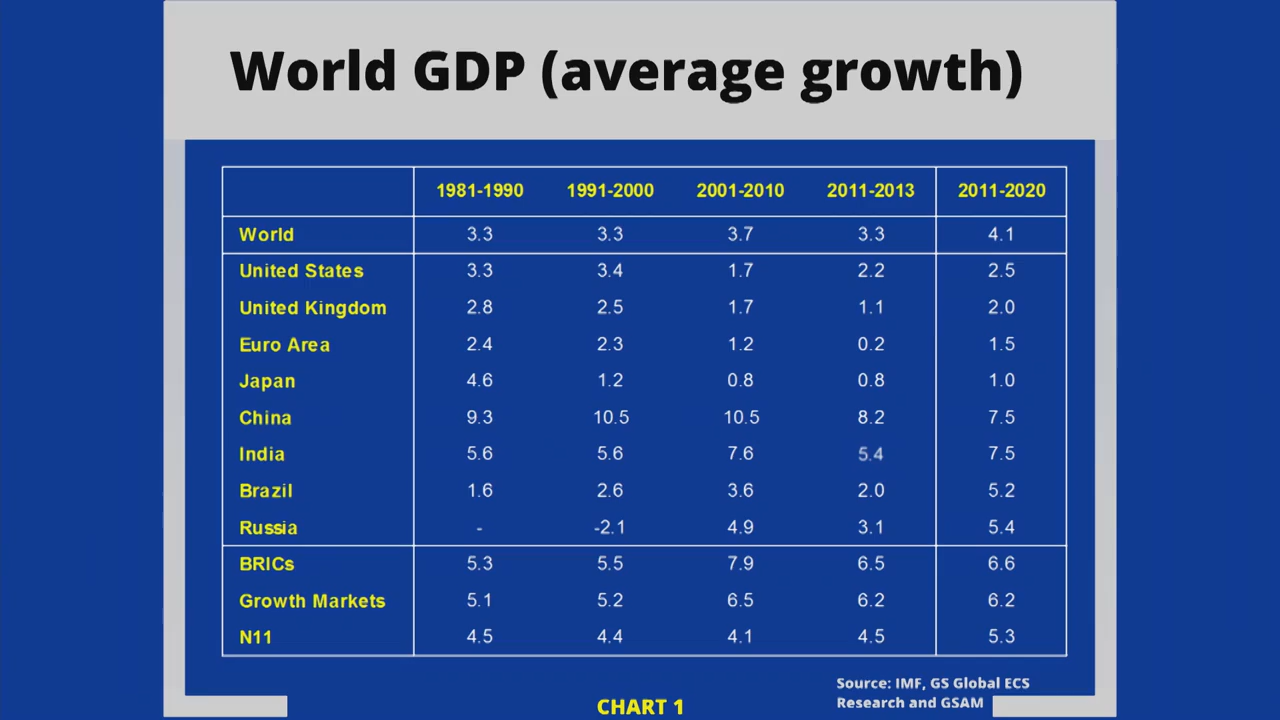 World GDP (average growth)
1981-1990 1991-2000 2001-2010 2011-2013 2011-2020
World 3.3 3.3 3.7 3.3 4.1
United States 3.3 3.4 1.7 2.2 2.5
United Kingdom 2.8 2.5 1.7 1.1 2.0
Euro Area 2.4 2.3 1.2 0.2 1.5
Japan 4.6 1.2 0.8 0.8 1.0
China 9.3 10.5 10.5 8.2 7.5
India 5.6 5.6 7.6 5.4 7.5
Brazil 1.6 2.6 3.6 2.0 5.2
Russia - -2.1 4.9 3.1 5.4
BRICs 5.3 5.5 7.9 6.5 6.6
Growth Markets 5.1 5.2 6.5 6.2 6.2
N11 4.5 4.4 4.1 4.5 5.3
Source: IMF, GS Global ECS
Research and GSAM
CHART 1